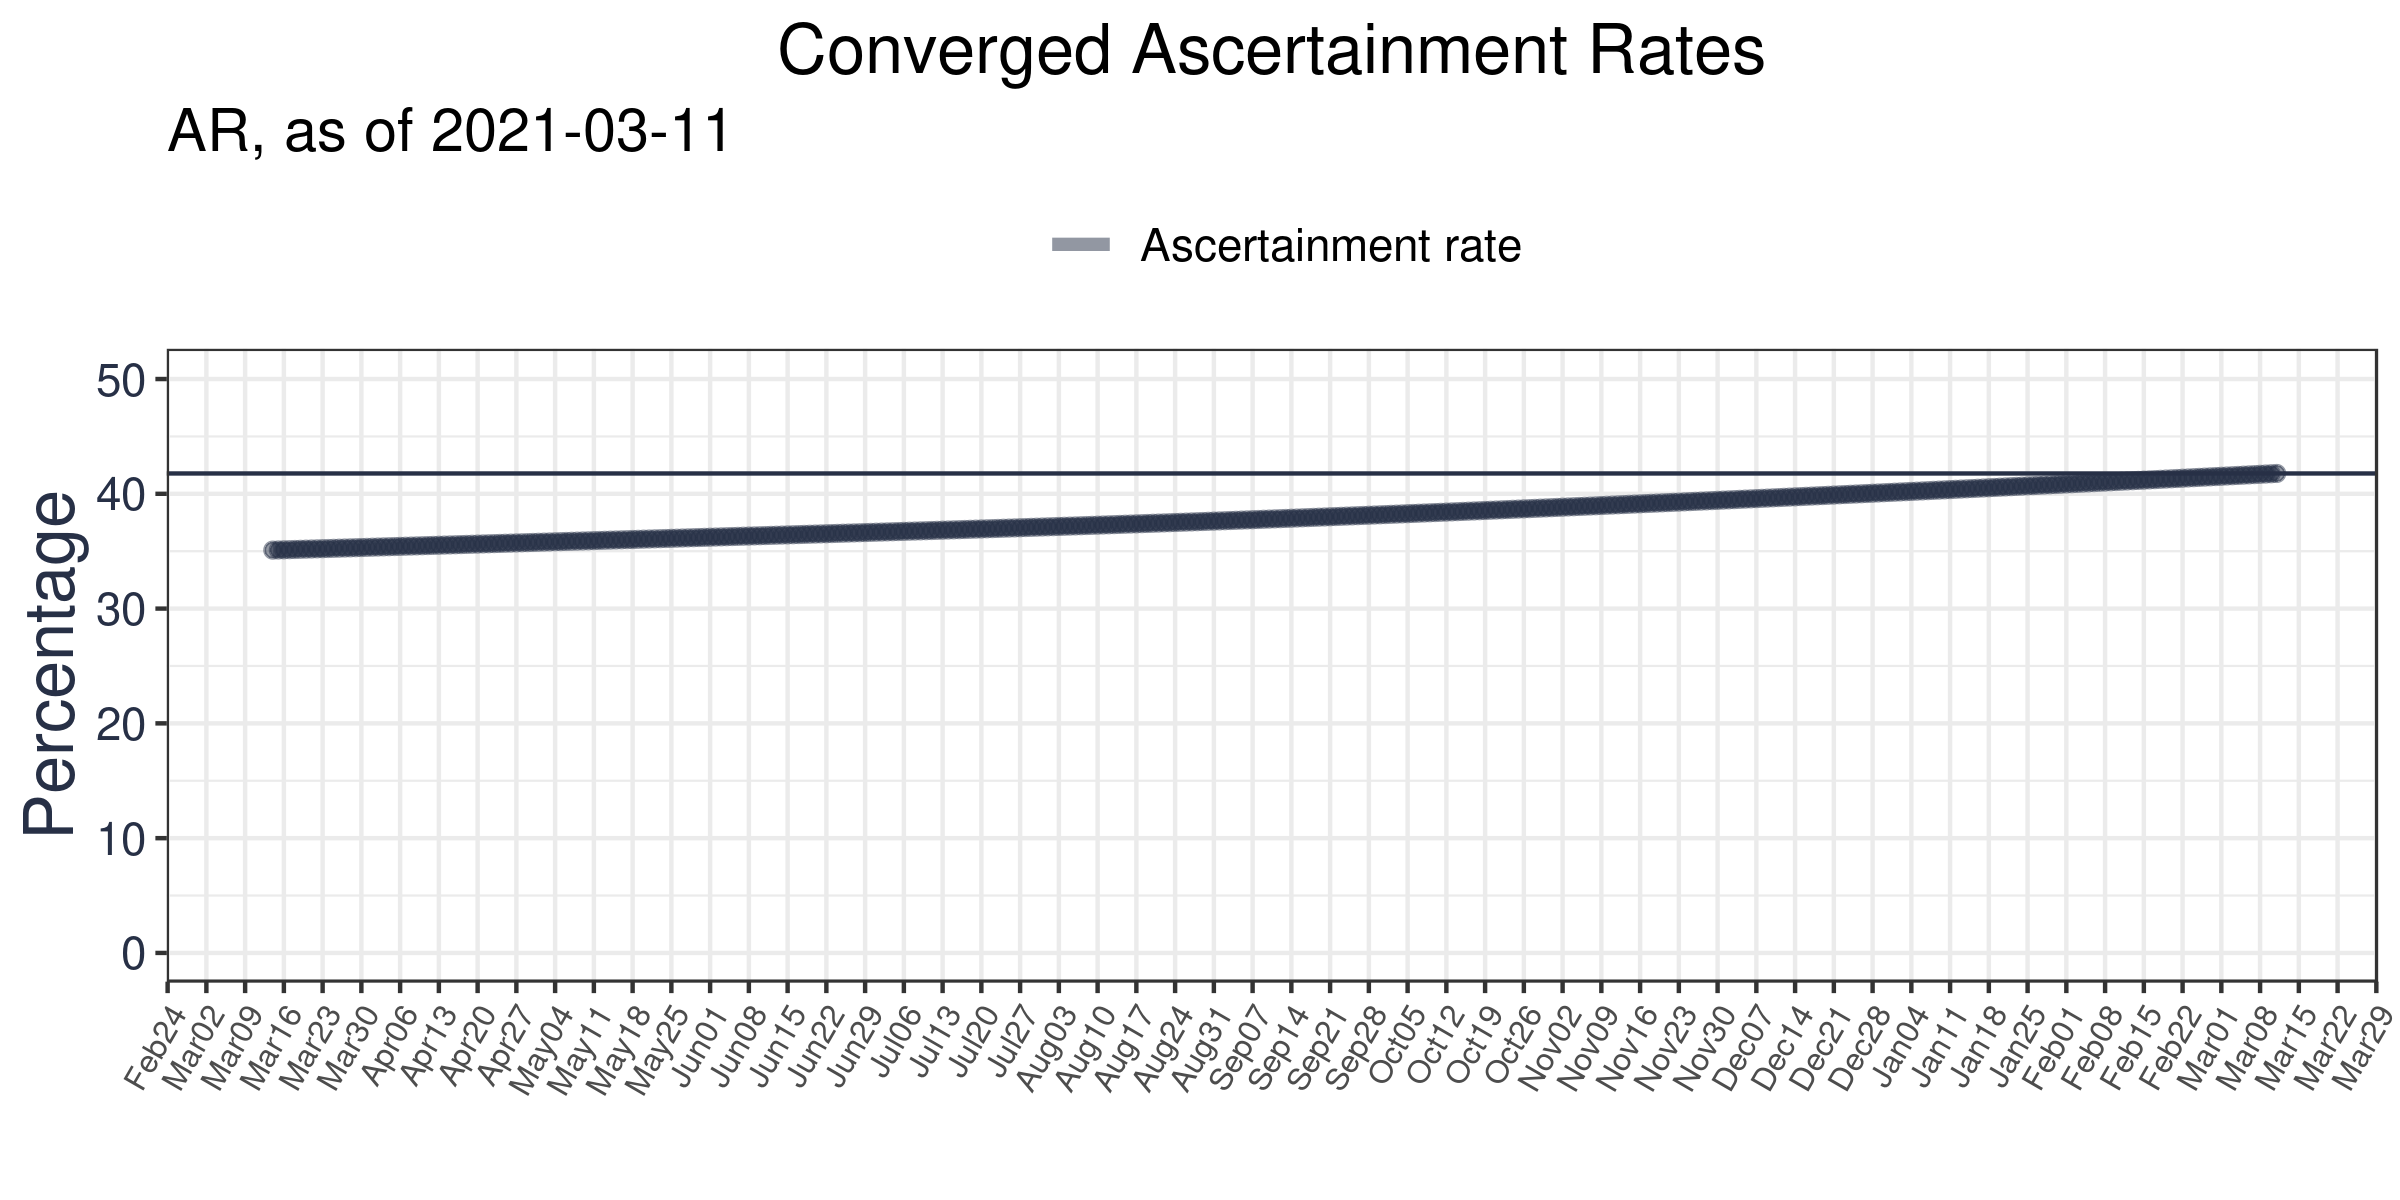 Converged Ascertainment Rates
AR, as of 2021-03-11
Ascertainment rate
Percentage
50
40
30
20
10
0
Feb24 Mar02 Mar09 Mar16 Mar23 Mar30 Apr06 Apr13 Apr20 Apr27 May04 May11 May18 May25 Jun01 Jun08 Jun15 Jun22 Jun29 Jul06 Jul13 Jul20 Jul27 Aug03 Aug10 Aug17 Aug24 Aug31 Sep07 Sep14 Sep21 Sep28 Oct05 Oct12 Oct19 Oct26 Nov02 Nov09 Nov16 Nov23 Nov30 Dec07 Dec14 Dec21 Dec28 Jan04 Jan11 Jan18 Jan25 Feb01 Feb08 Feb15 Feb22 Mar01 Mar08 Mar15 Mar22 Mar29